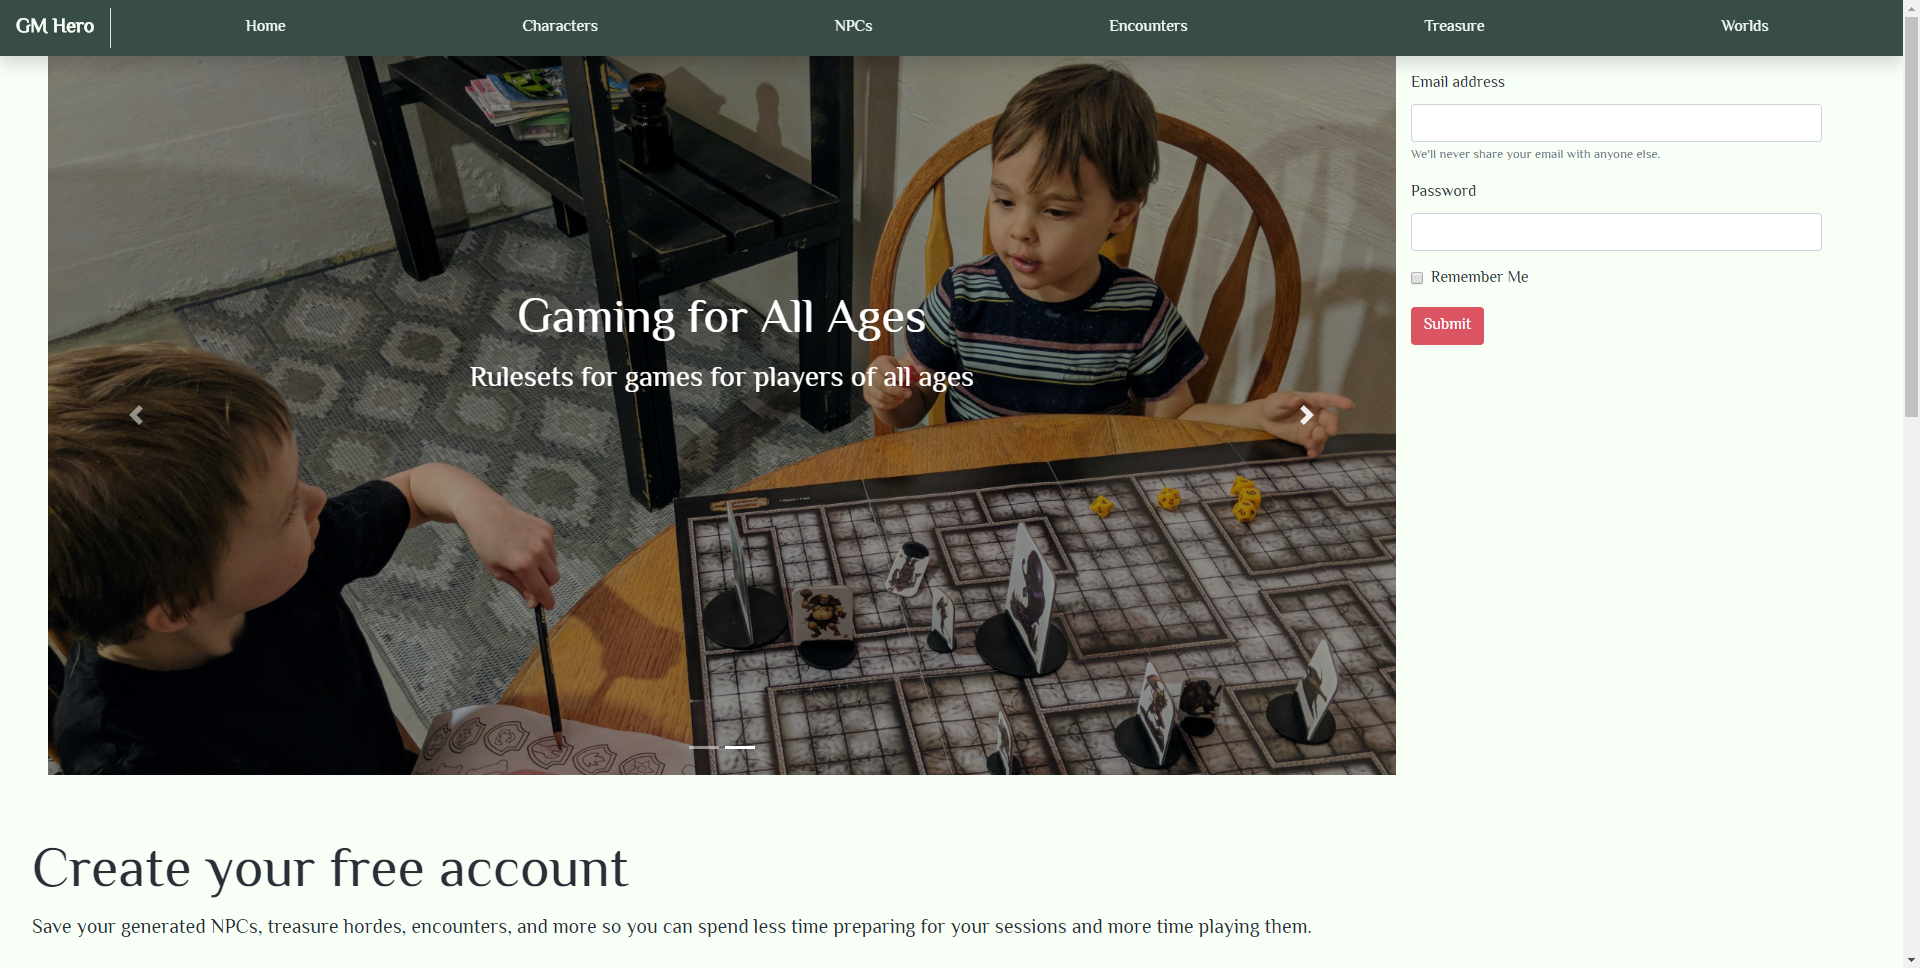 GM Hero
Home
Characters
NPCs
Encounters
Treasure
Worlds
Gaming for All Ages
Rulesets for games for players of all ages
Email address
We'll never share your email with anyone else.
Password
Remember Me
Submit
Create your free account
Save your generated NPCs, treasure hordes, encounters, and more so you can spend less time preparing for your sessions and more time playing them.